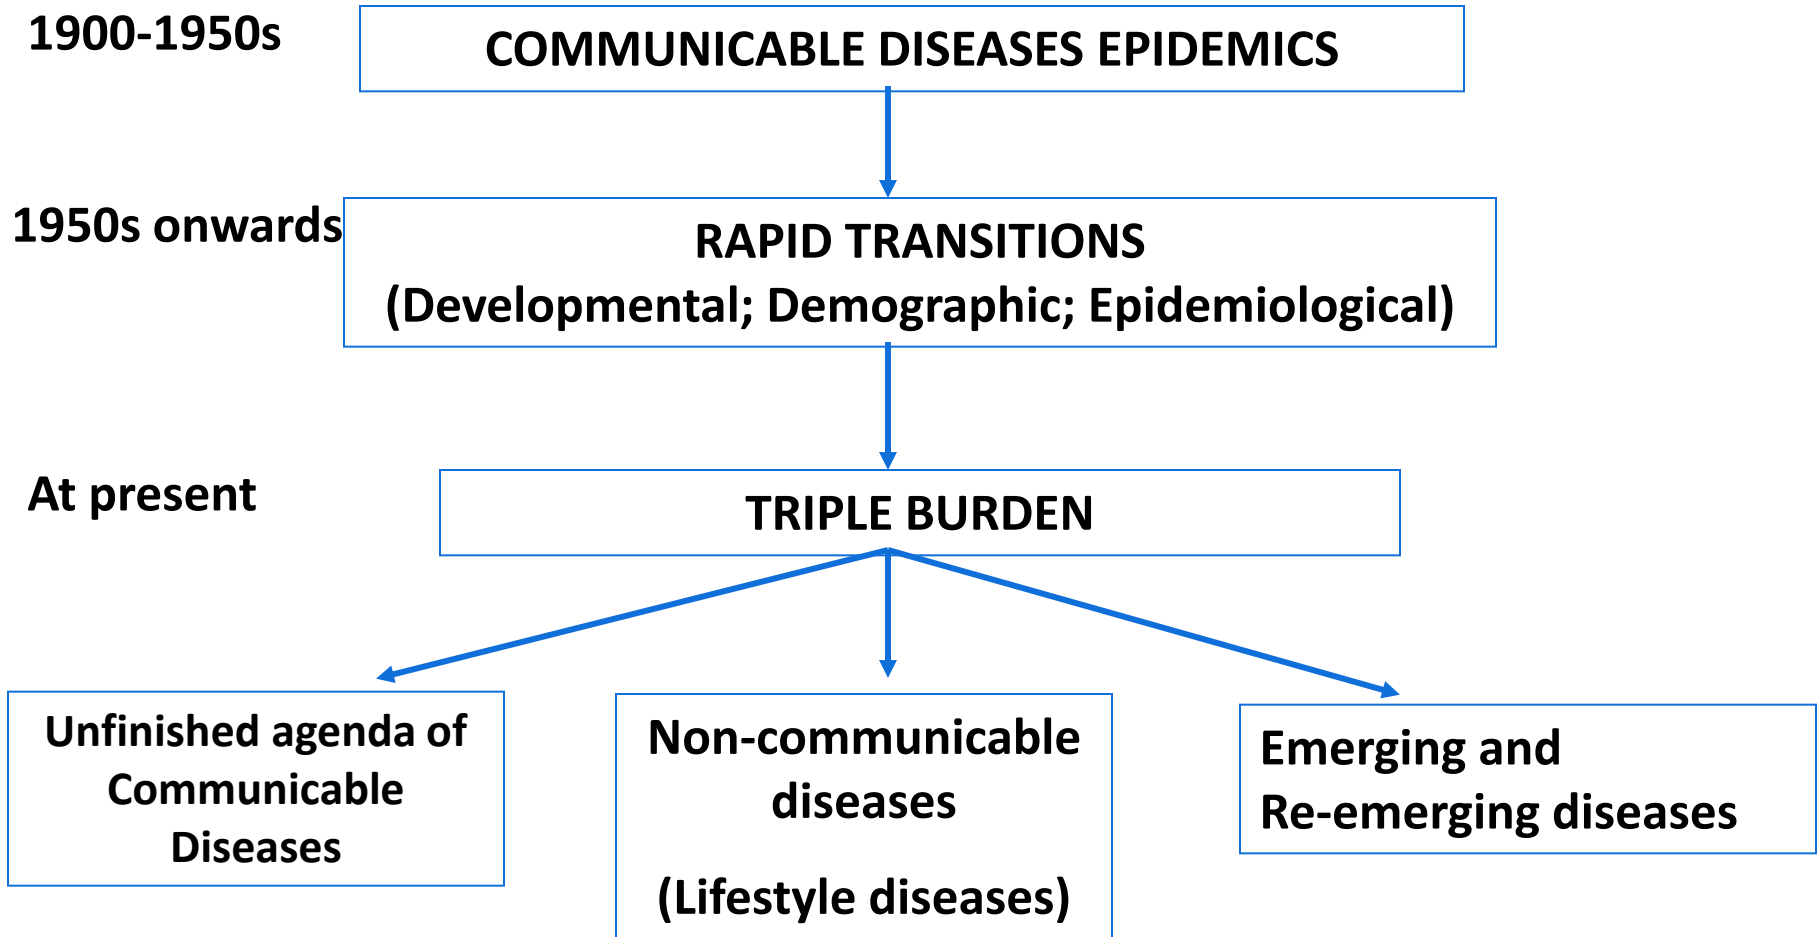 1900-1950s
COMMUNICABLE DISEASES EPIDEMICS
1950s onwards
RAPID TRANSITIONS
(Developmental; Demographic; Epidemiological)
At present
TRIPLE BURDEN
Unfinished agenda of
Communicable
Diseases
Non-communicable
diseases
(Lifestyle diseases)
Emerging and
Re-emerging diseases